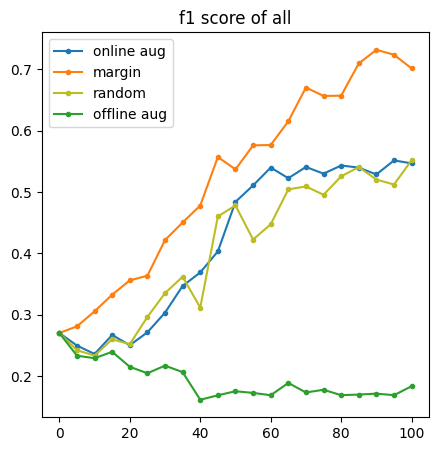 f1 score of all
online aug
margin
random
offline aug
0.7
0.6
0.5
0.4
0.3
0.2
0 20 40 60 80 100